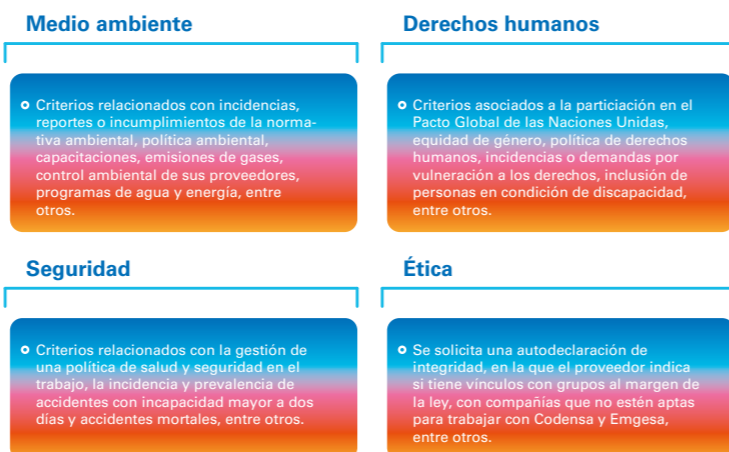 Medio ambiente
Criterios relacionados con incidencias,
reportes o incumplimientos de la norma-
tiva ambiental, política ambiental,
capacitaciones, emisiones de gases,
control ambiental de sus proveedores,
programas de agua y energía, entre
otros.
Derechos humanos
Criterios asociados a la particiación en el
Pacto Global de las Naciones Unidas,
equidad de género, política de derechos
humanos, incidencias o demandas por
vulneración a los derechos, inclusión de
personas en condición de discapacidad,
entre otros.
Seguridad
Criterios relacionados con la gestión de
una política de salud y seguridad en el
trabajo, la incidencia y prevalencia de
accidentes con incapacidad mayor a dos
días y accidentes mortales, entre otros.
Ética
Se solicita una autodeclaración de
integridad, en la que el proveedor indica
si tiene vínculos con grupos al margen de
la ley, con compañías que no estén aptas
para trabajar con Codensa y Emgesa,
entre otros.